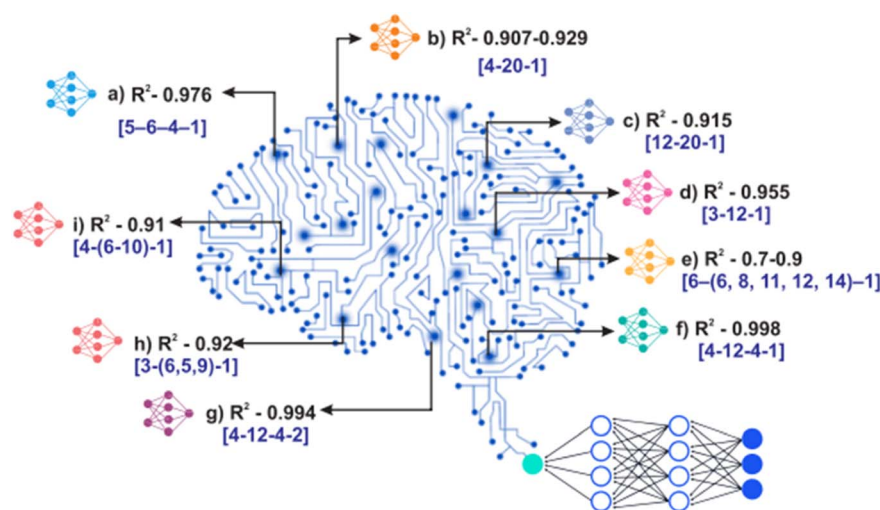 b) R²- 0.907-0.929
[4-20-1]
a) R²- 0.976
[5–6–4–1]
c) R² - 0.915
[12-20-1]
d) R² - 0.955
[3-12-1]
i) R² - 0.91
[4-(6-10)-1]
e) R² - 0.7-0.9
[6–(6, 8, 11, 12, 14)–1]
f) R² - 0.998
[4-12-4-1]
h) R² - 0.92
[3-(6,5,9)-1]
g) R² - 0.994
[4-12-4-2]